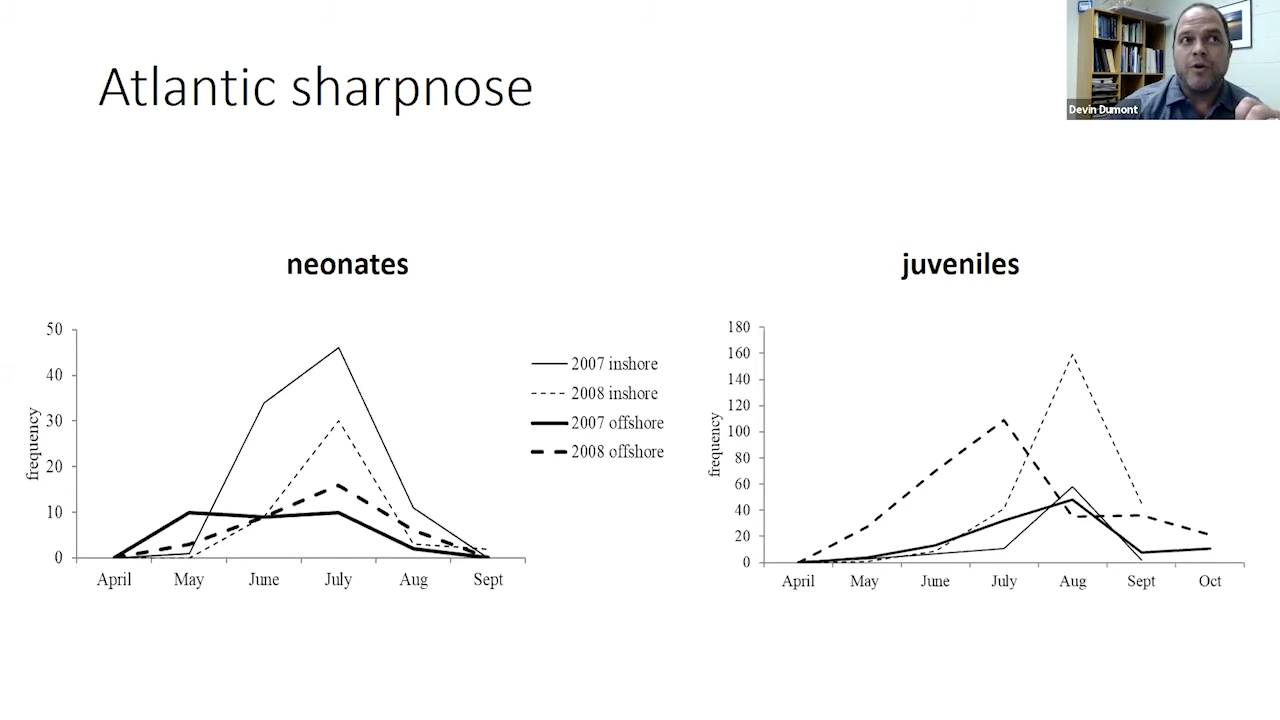 Atlantic sharpnose
Devin Dumont
neonates
50
40
30
20
10
0
frequency
April May June July Aug Sept
2007 inshore
2008 inshore
2007 offshore
2008 offshore
juveniles
180
160
140
120
100
80
60
40
20
0
frequency
April May June July Aug Sept Oct